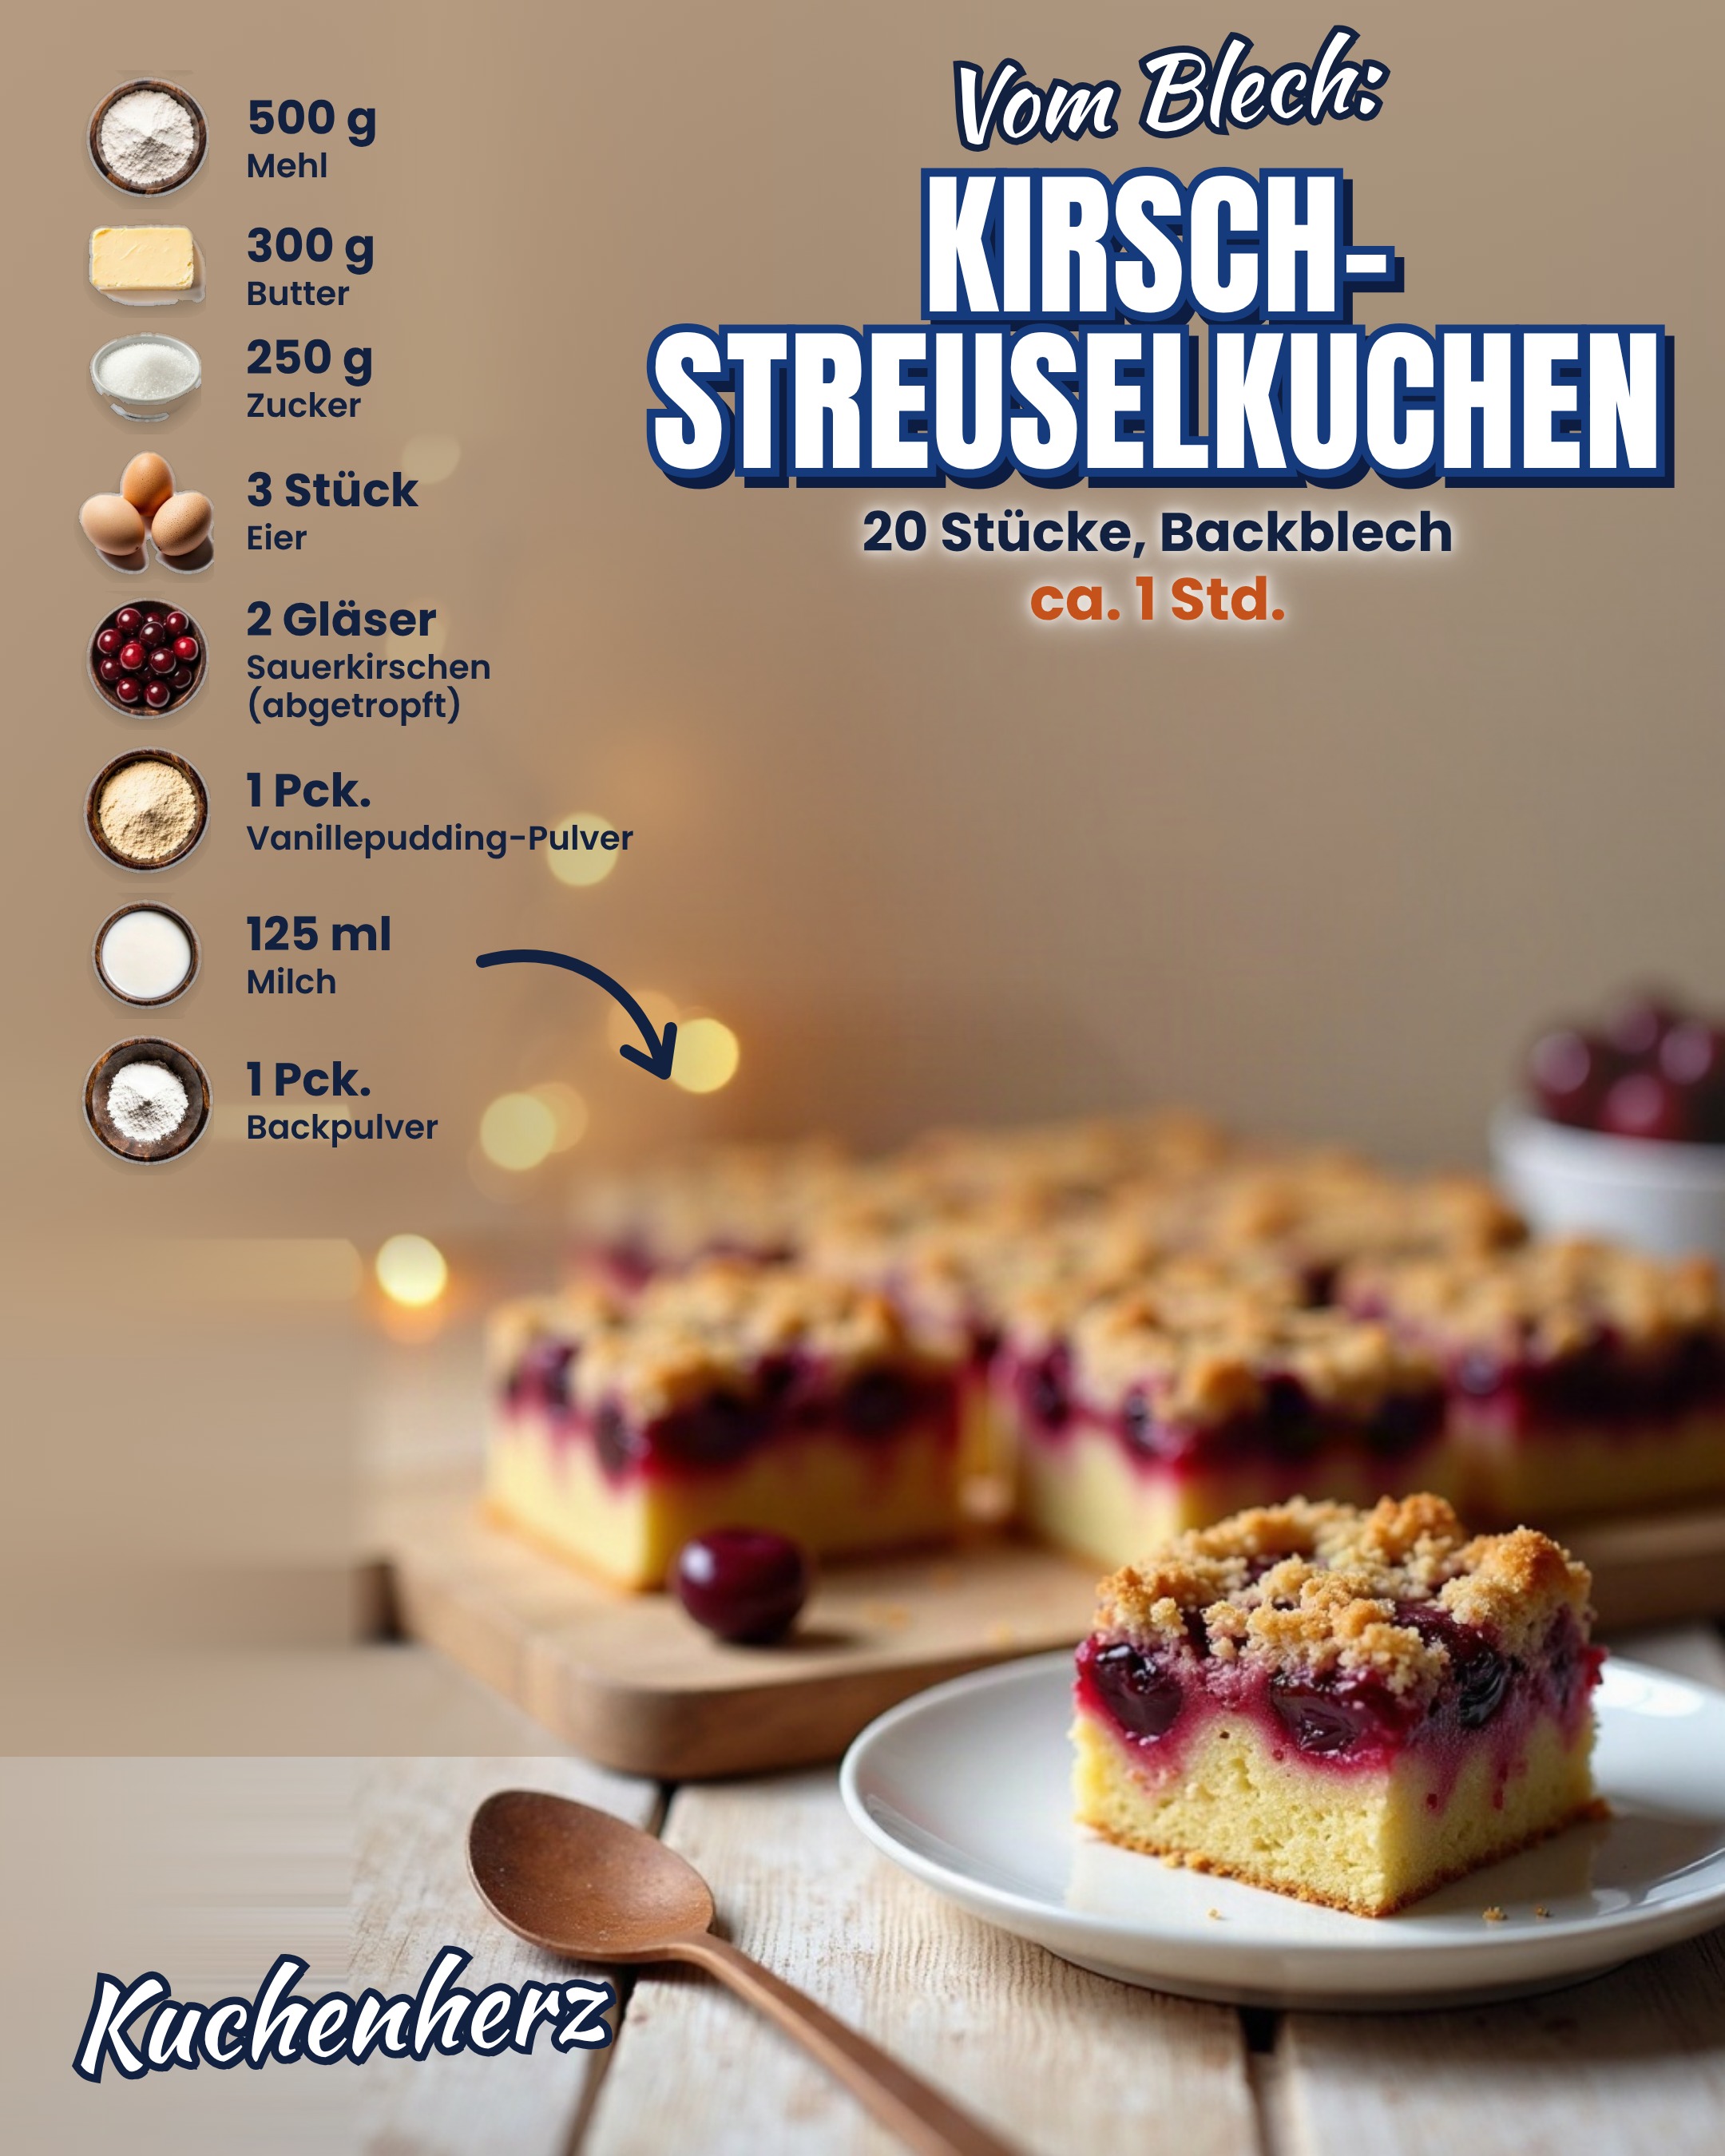 Vom Blech:
KIRSCH-
STREUSELKUCHEN
20 Stücke, Backblech
ca. 1 Std.
500 g
Mehl
300 g
Butter
250 g
Zucker
3 Stück
Eier
2 Gläser
Sauerkirschen
(abgetropft)
1 Pck.
Vanillepudding-Pulver
125 ml
Milch
1 Pck.
Backpulver
Kuchenherz